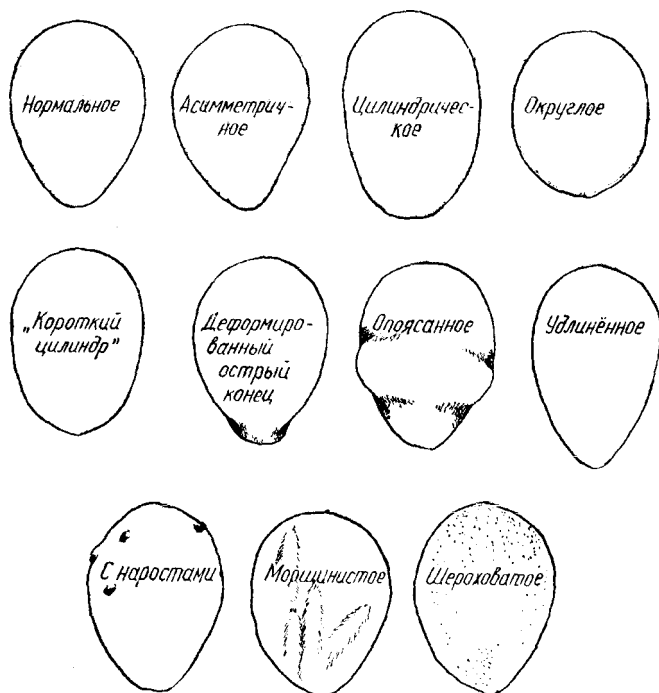 Нормальное
Асимметрич-
ное
Цилиндричес-
кое
Округлое
„Короткий
цилиндр"
Деформиро-
ванный
острый
конец
Опоясанное
Удлинённое
С наростами
Морщинистое
Шероховатое